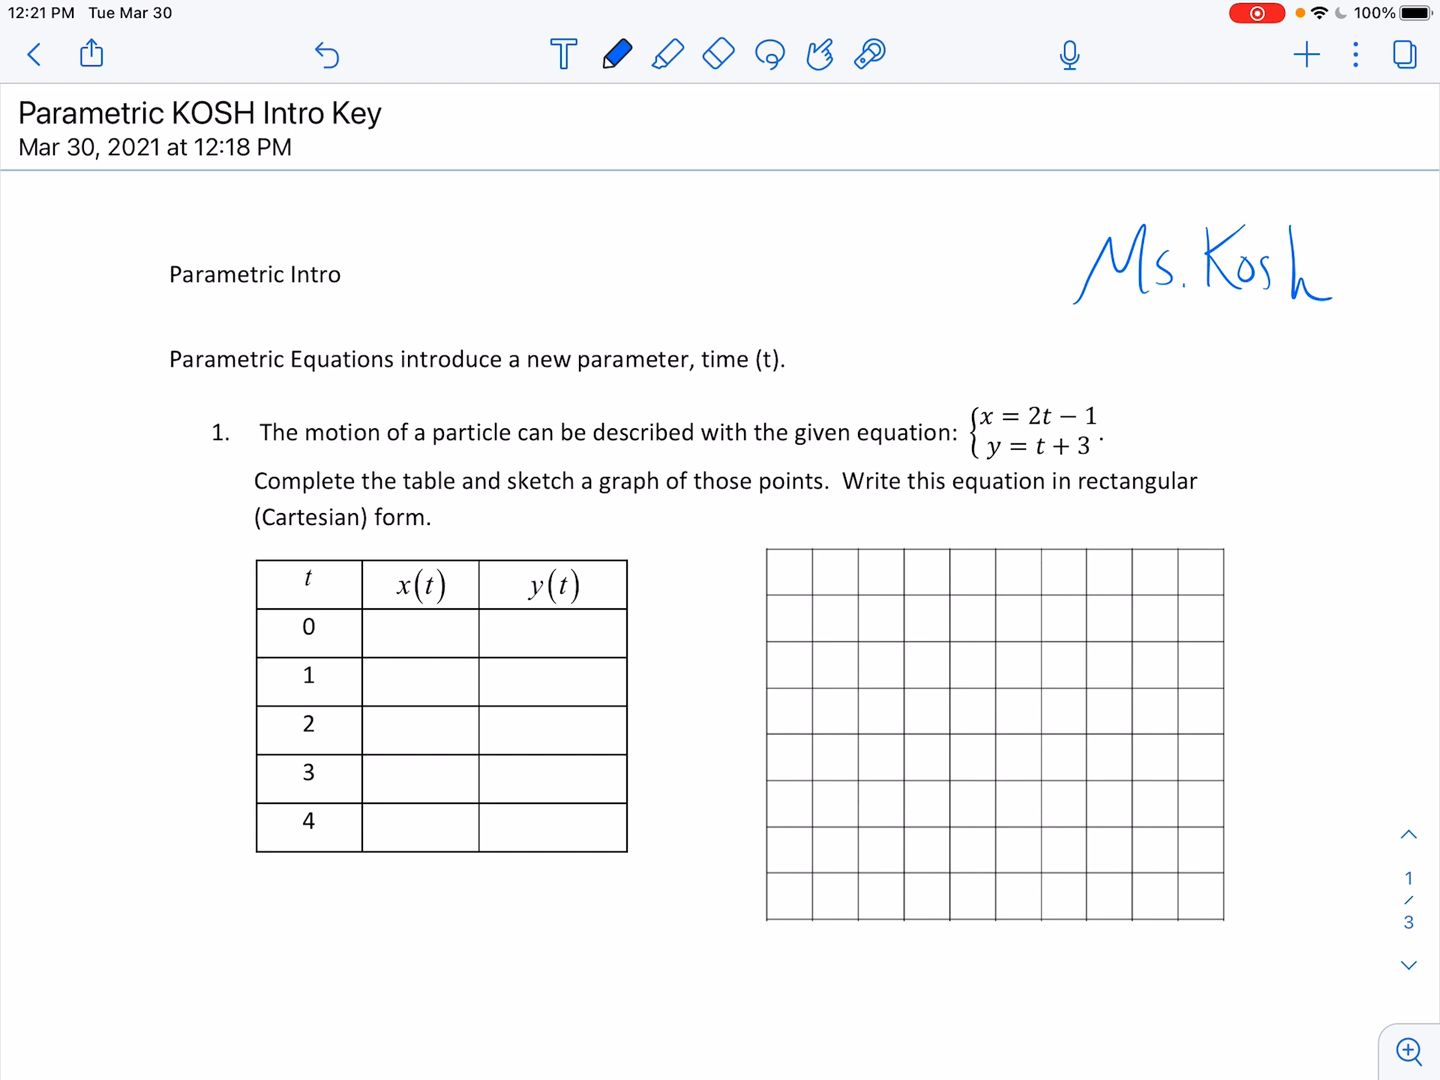 12:21 PM Tue Mar 30
100%
T
Parametric KOSH Intro Key
Mar 30, 2021 at 12:18 PM
Ms. Kosh
Parametric Intro
Parametric Equations introduce a new parameter, time (t).
1. The motion of a particle can be described with the given equation: {x = 2t − 1
y = t + 3 .
Complete the table and sketch a graph of those points. Write this equation in rectangular
(Cartesian) form.
t x(t) y(t)
0
1
2
3
4
1
/
3